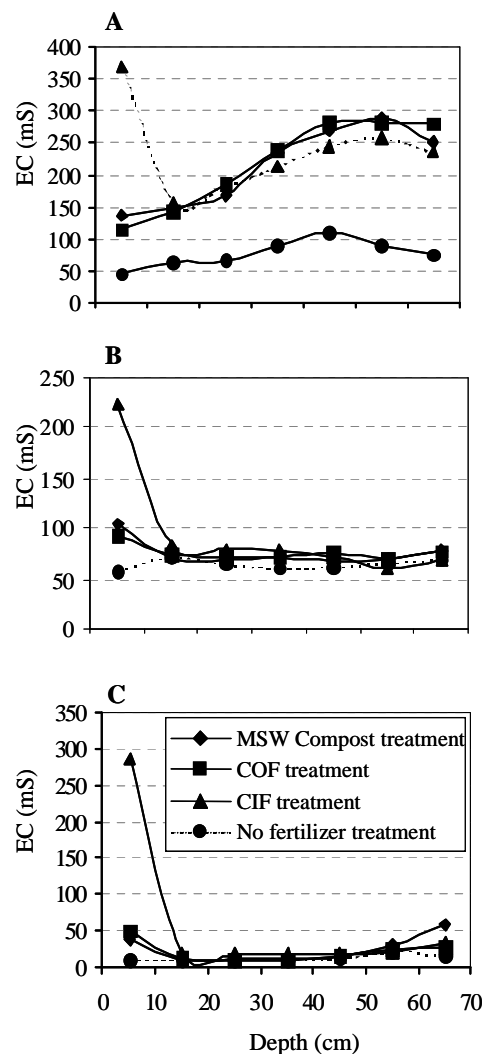 A
400
350
300
250
200
150
100
50
0
EC (mS)
B
250
200
150
100
50
0
EC (mS)
C
350
300
250
200
150
100
50
0
EC (mS)
MSW Compost treatment
COF treatment
CIF treatment
No fertilizer treatment
0 10 20 30 40 50 60 70
Depth (cm)